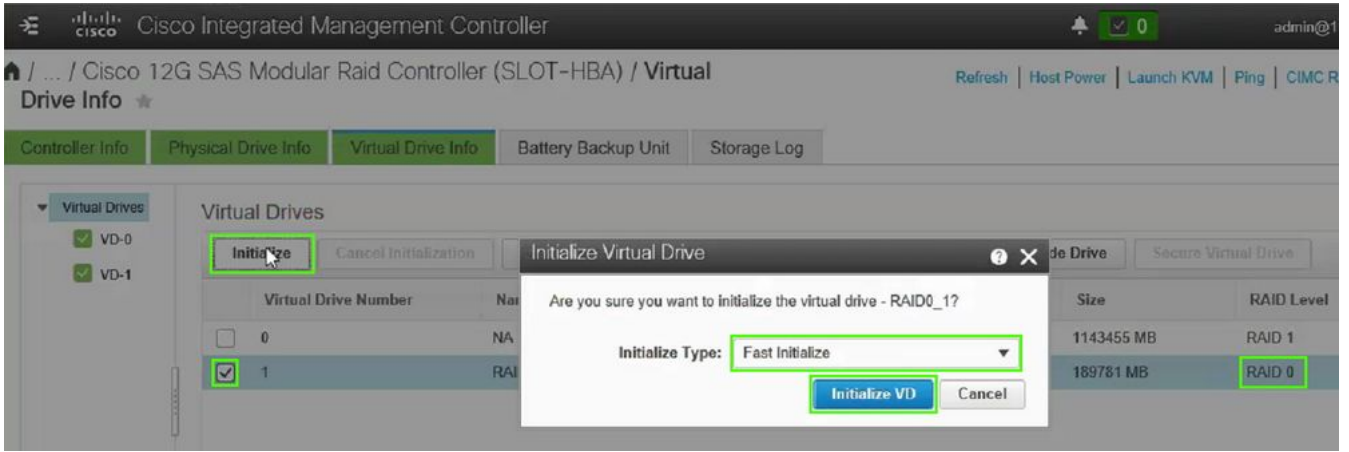 CISCO Cisco Integrated Management Controller 0 admin@1
/ ... / Cisco 12G SAS Modular Raid Controller (SLOT-HBA) / Virtual
Drive Info
Refresh | Host Power | Launch KVM | Ping | CIMC R
Controller Info Physical Drive Info Virtual Drive Info Battery Backup Unit Storage Log
Virtual Drives
VD-0
VD-1
Virtual Drives
Initialize Cancel Initialization de Drive Secure Virtual Drive
Virtual Drive Number Nar Size RAID Level
0 NA 1143455 MB RAID 1
1 RAI 189781 MB RAID 0
Initialize Virtual Drive
Are you sure you want to initialize the virtual drive - RAID0_1?
Initialize Type: Fast Initialize
Initialize VD Cancel